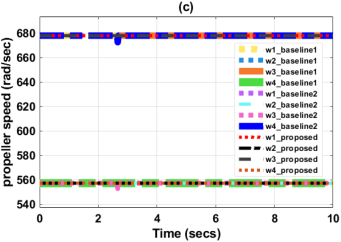 (c)
propeller speed (rad/sec)
680
660
640
620
600
580
560
540
w1_baseline1
w2_baseline1
w3_baseline1
w4_baseline1
w1_baseline2
w2_baseline2
w3_baseline2
w4_baseline2
w1_proposed
w2_proposed
w3_proposed
w4_proposed
0 2 4 6 8 10
Time (secs)